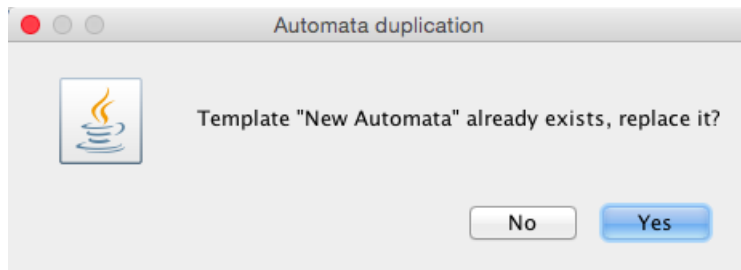 Automata duplication
Template "New Automata" already exists, replace it?
No
Yes